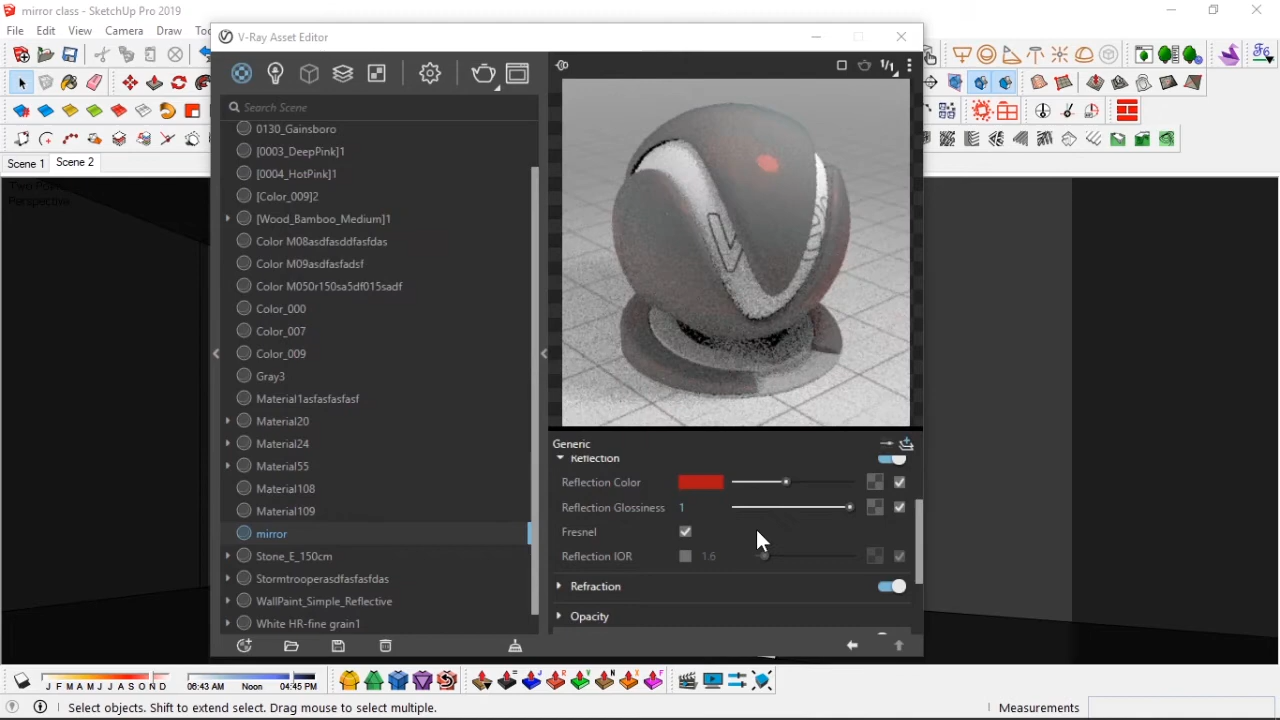 mirror class - SketchUp Pro 2019
File Edit View Camera Draw
V-Ray Asset Editor
Search Scene
0130_Gainsboro
[0003_DeepPink]1
[0004_HotPink]1
[Color_009]2
[Wood_Bamboo_Medium]1
Color M08asdfasddfasfdas
Color M09asdfasfadsf
Color M050r150sa5df015sadf
Color_000
Color_007
Color_009
Gray3
Material1asfasfasfasf
Material20
Material24
Material55
Material108
Material109
mirror
Stone_E_150cm
Stormtrooperasdfasfasfdas
WallPaint_Simple_Reflective
White HR-fine grain1
Scene 1 Scene 2
Perspective
1/1
Generic
Reflection
Reflection Color
Reflection Glossiness 1
Fresnel
Reflection IOR 1.6
Refraction
Opacity
J F M A M J J A S O N D
06:43 AM Noon 04:45 PM
Select objects. Shift to extend select. Drag mouse to select multiple.
Measurements